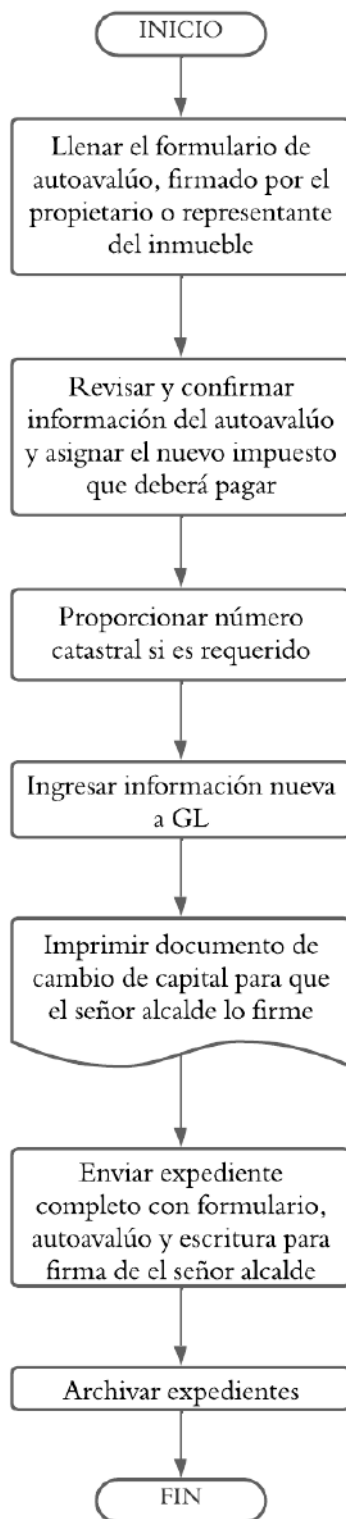 INICIO
Llenar el formulario de
autoavalúo, firmado por el
propietario o representante
del inmueble
Revisar y confirmar
información del autoavalúo
y asignar el nuevo impuesto
que deberá pagar
Proporcionar número
catastral si es requerido
Ingresar información nueva
a GL
Imprimir documento de
cambio de capital para que
el señor alcalde lo firme
Enviar expediente
completo con formulario,
autoavalúo y escritura para
firma de el señor alcalde
Archivar expedientes
FIN